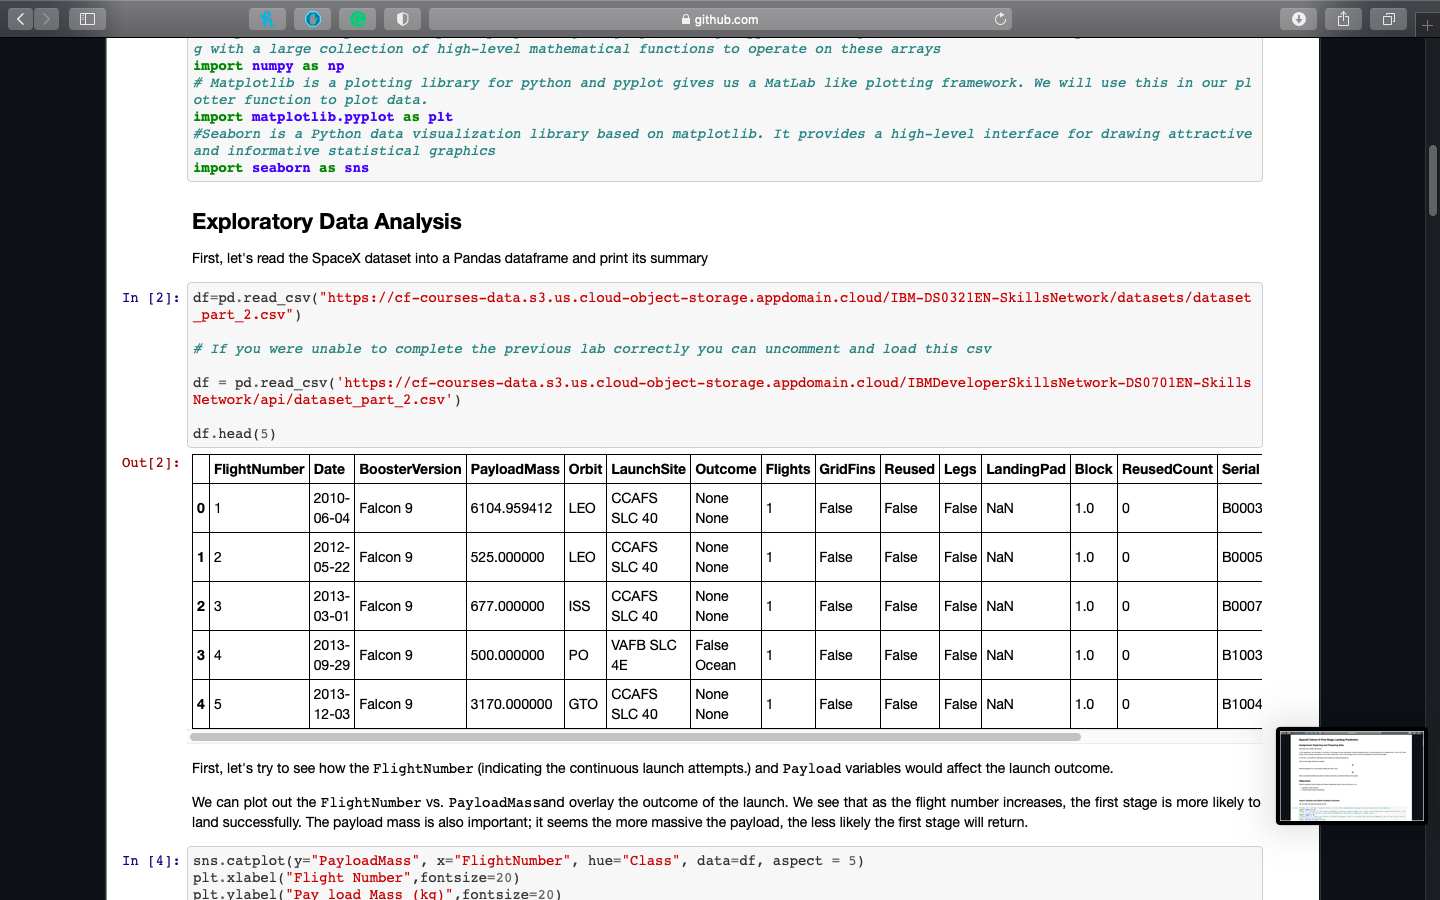 github.com
g with a large collection of high-level mathematical functions to operate on these arrays
import numpy as np
# Matplotlib is a plotting library for python and pyplot gives us a MatLab like plotting framework. We will use this in our pl
otter function to plot data.
import matplotlib.pyplot as plt
#Seaborn is a Python data visualization library based on matplotlib. It provides a high-level interface for drawing attractive
and informative statistical graphics
import seaborn as sns
Exploratory Data Analysis
First, let's read the SpaceX dataset into a Pandas dataframe and print its summary
In [2]: df=pd.read_csv("https://cf-courses-data.s3.us.cloud-object-storage.appdomain.cloud/IBM-DS0321EN-SkillsNetwork/datasets/dataset
_part_2.csv")
# If you were unable to complete the previous lab correctly you can uncomment and load this csv
df = pd.read_csv('https://cf-courses-data.s3.us.cloud-object-storage.appdomain.cloud/IBMDeveloperSkillsNetwork-DS0701EN-Skills
Network/api/dataset_part_2.csv')
df.head(5)
Out[2]: FlightNumber Date BoosterVersion PayloadMass Orbit LaunchSite Outcome Flights GridFins Reused Legs LandingPad Block ReusedCount Serial
0 1 2010-06-04 Falcon 9 6104.959412 LEO CCAFS SLC 40 None None 1 False False False NaN 1.0 0 B0003
1 2 2012-05-22 Falcon 9 525.000000 LEO CCAFS SLC 40 None None 1 False False False NaN 1.0 0 B0005
2 3 2013-03-01 Falcon 9 677.000000 ISS CCAFS SLC 40 None None 1 False False False NaN 1.0 0 B0007
3 4 2013-09-29 Falcon 9 500.000000 PO VAFB SLC 4E False Ocean 1 False False False NaN 1.0 0 B1003
4 5 2013-12-03 Falcon 9 3170.000000 GTO CCAFS SLC 40 None None 1 False False False NaN 1.0 0 B1004
First, let's try to see how the FlightNumber (indicating the continuous launch attempts.) and Payload variables would affect the launch outcome.
We can plot out the FlightNumber vs. PayloadMassand overlay the outcome of the launch. We see that as the flight number increases, the first stage is more likely to
land successfully. The payload mass is also important; it seems the more massive the payload, the less likely the first stage will return.
In [4]: sns.catplot(y="PayloadMass", x="FlightNumber", hue="Class", data=df, aspect = 5)
plt.xlabel("Flight Number",fontsize=20)
plt.ylabel("Pay load Mass (kg)",fontsize=20)